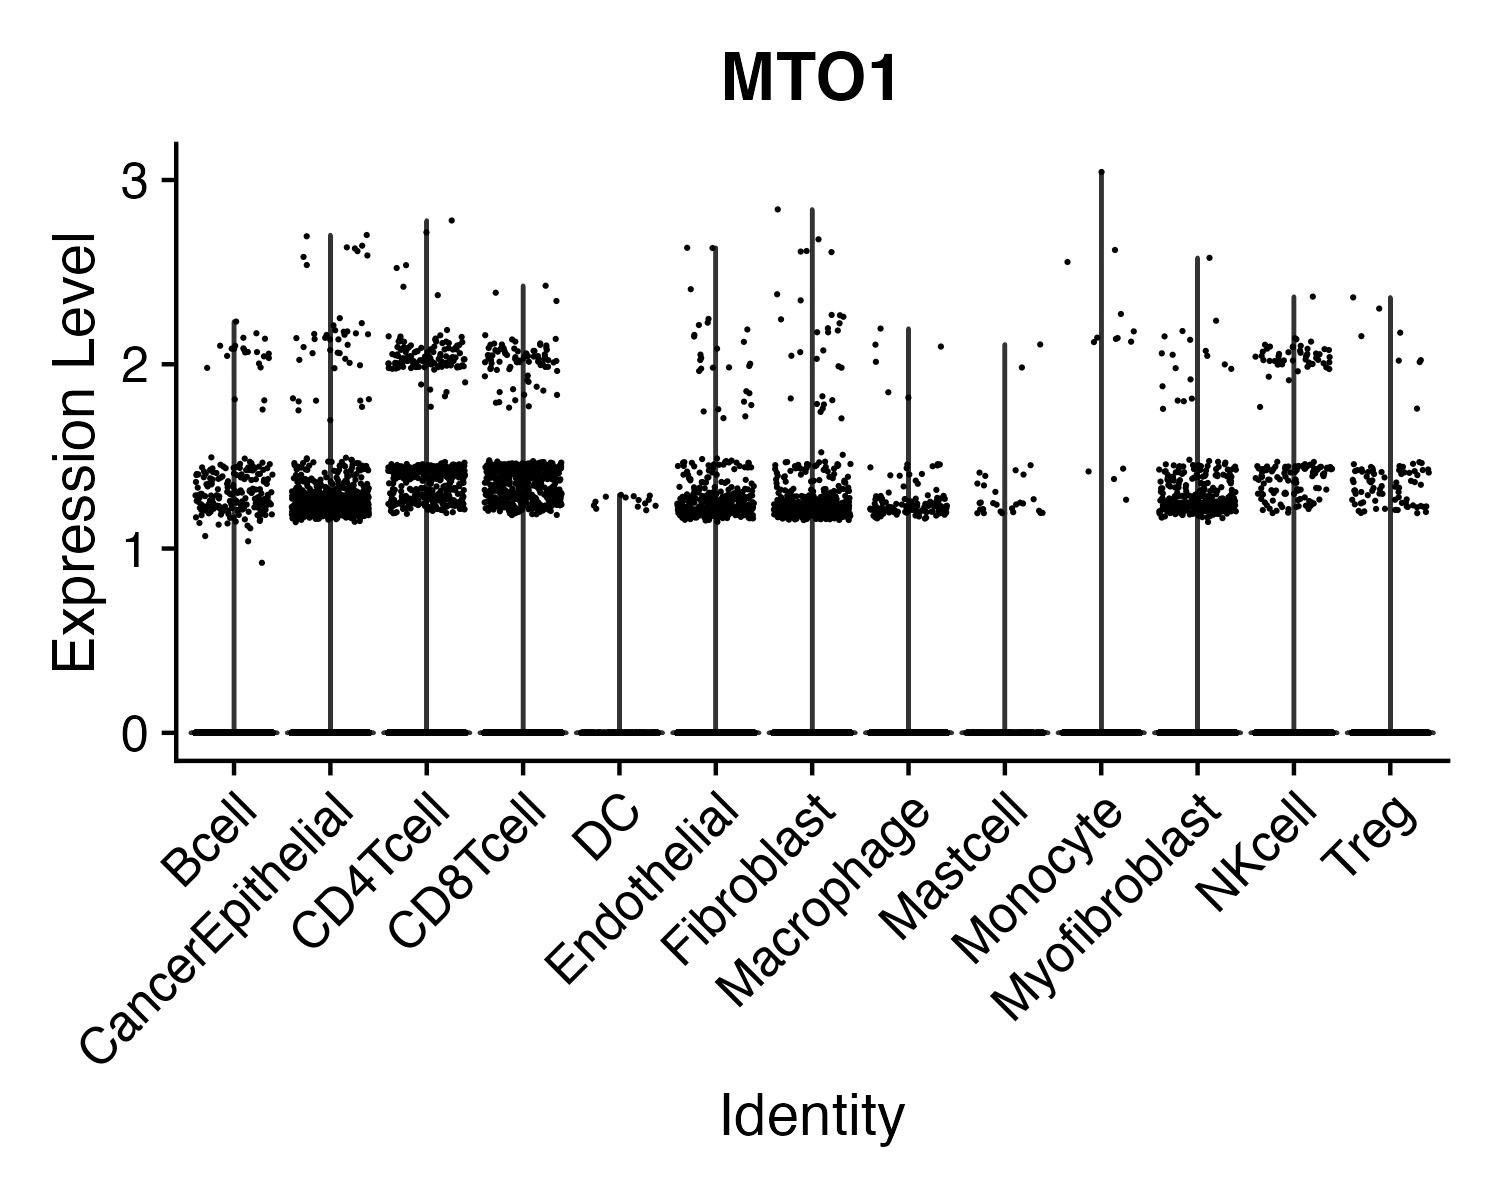 MTO1
Expression Level
3
2
1
0
Bcell
CancerEpithelial
CD4Tcell
CD8Tcell
DC
Endothelial
Fibroblast
Macrophage
Mastcell
Monocyte
Myofibroblast
NKcell
Treg
Identity